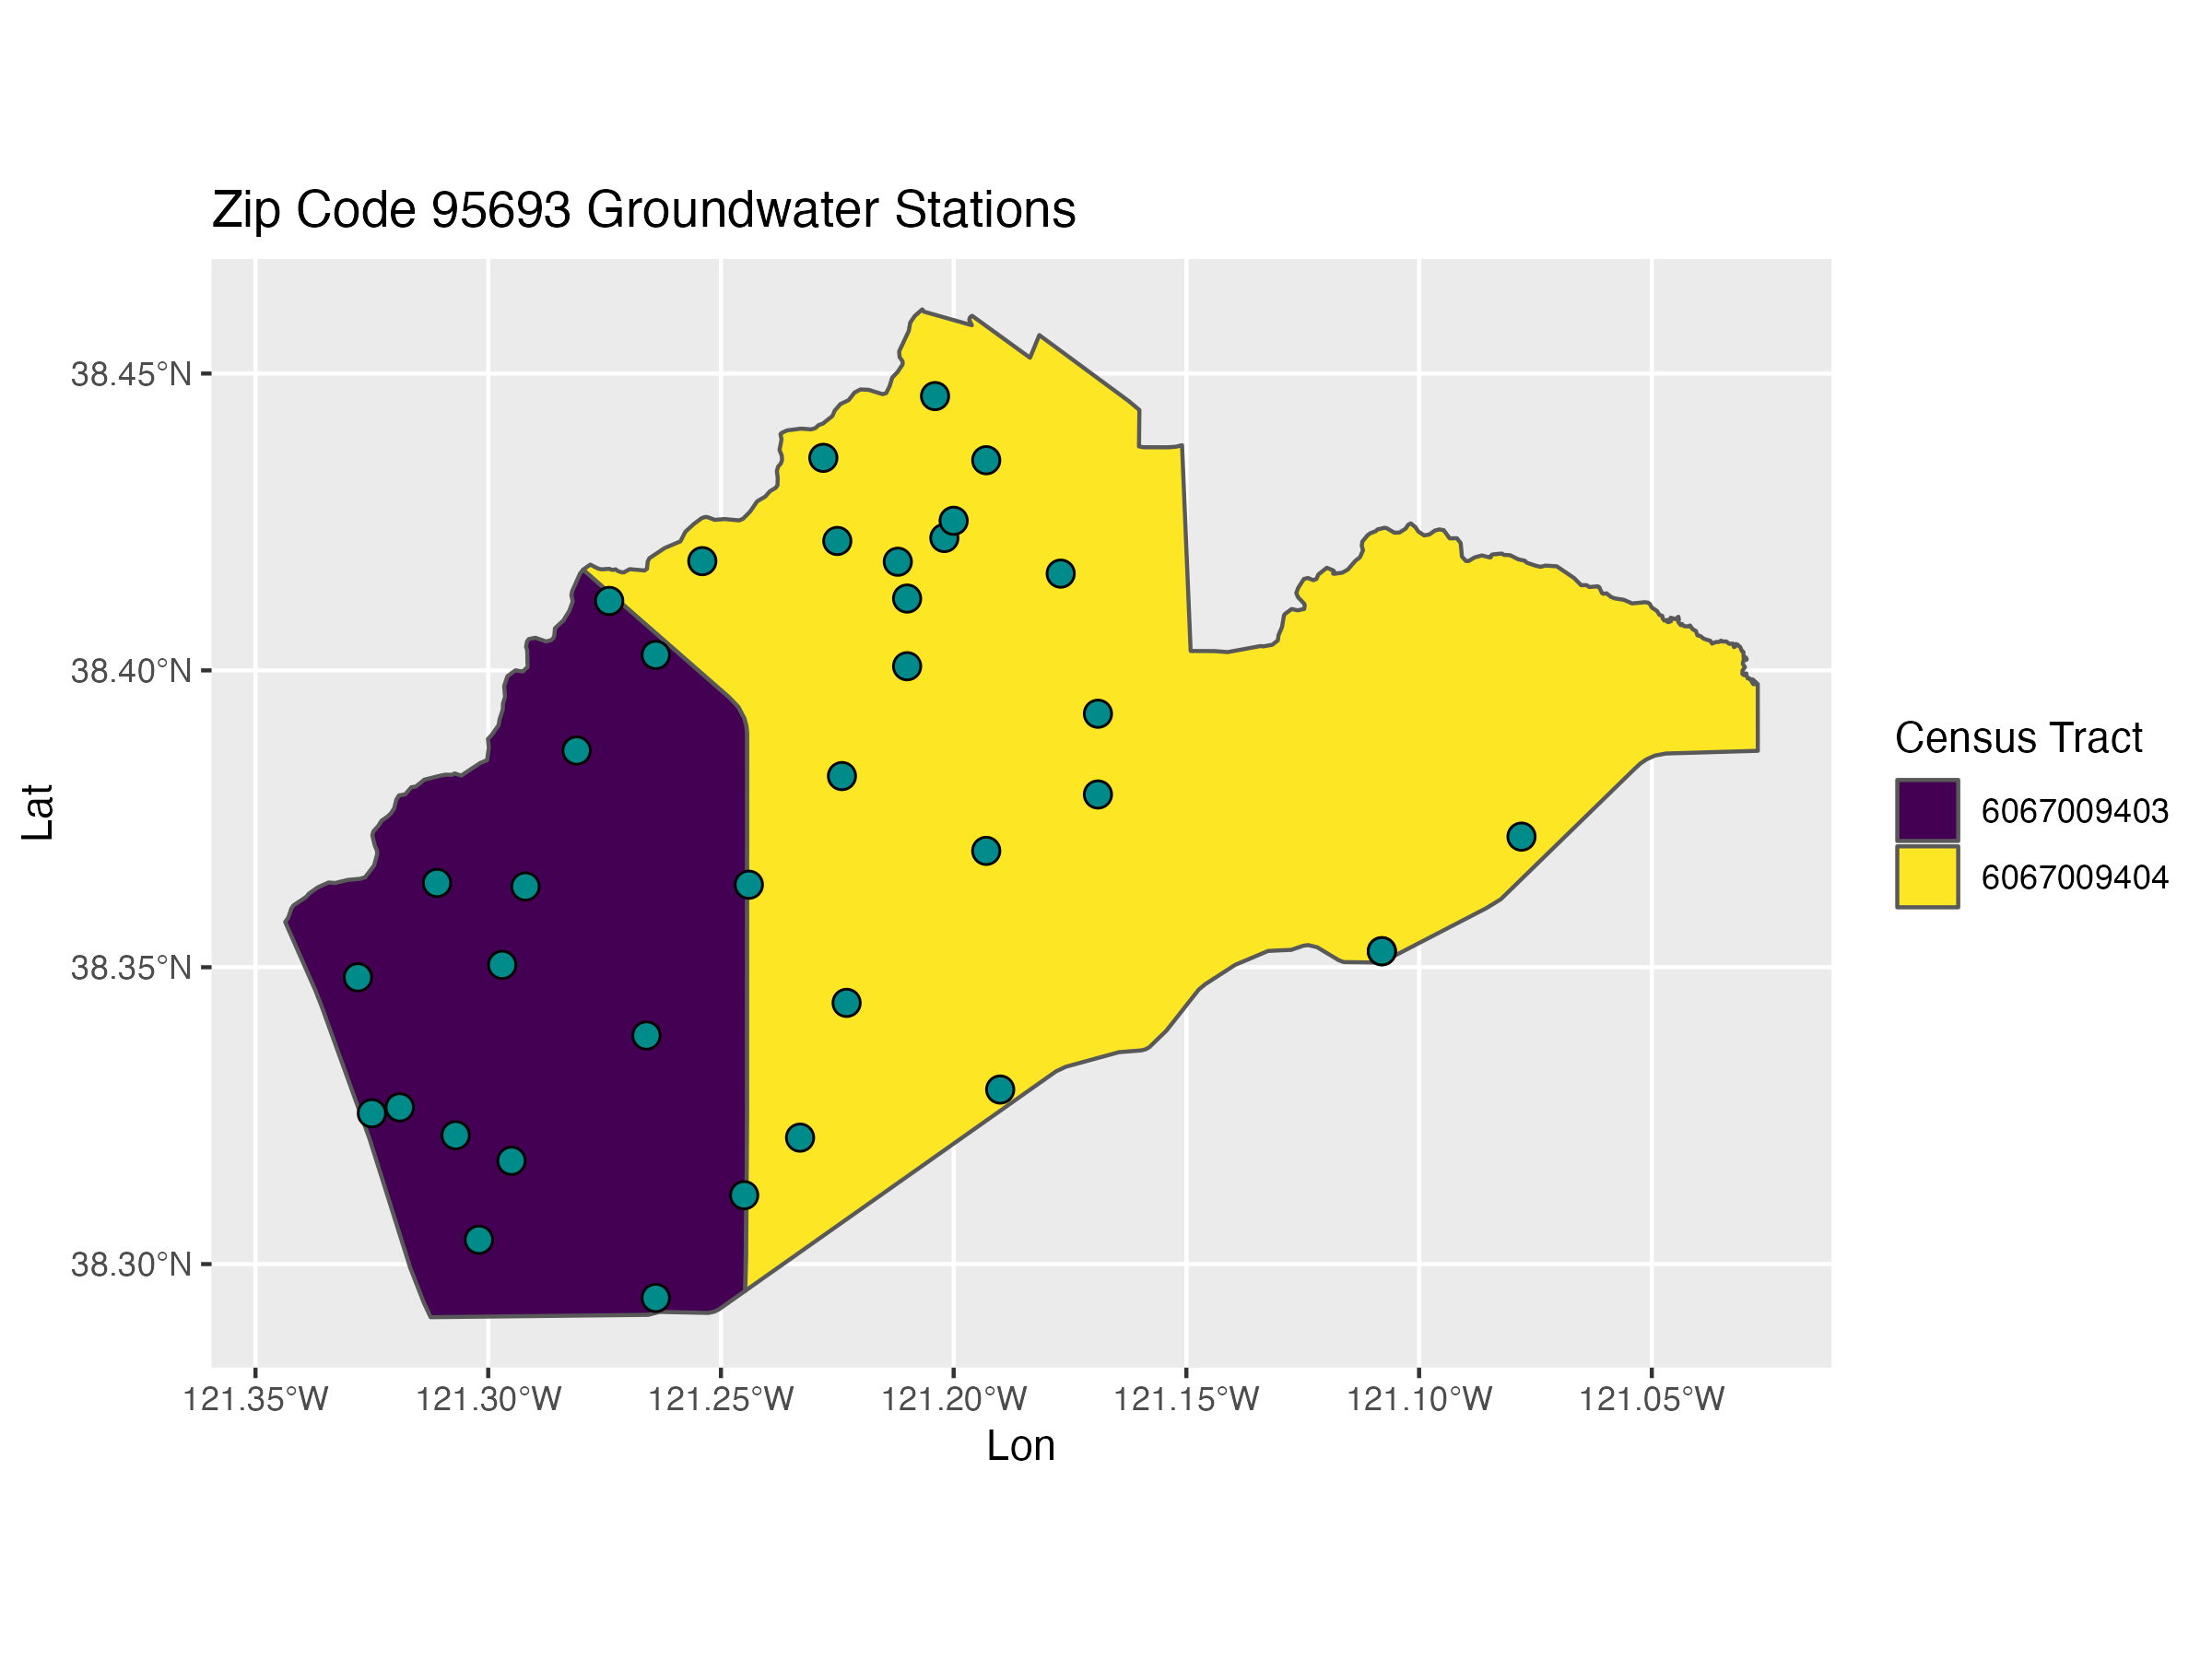 Zip Code 95693 Groundwater Stations
38.45°N
38.40°N
38.35°N
38.30°N
Lat
121.35°W
121.30°W
121.25°W
121.20°W
121.15°W
121.10°W
121.05°W
Lon
Census Tract
6067009403
6067009404